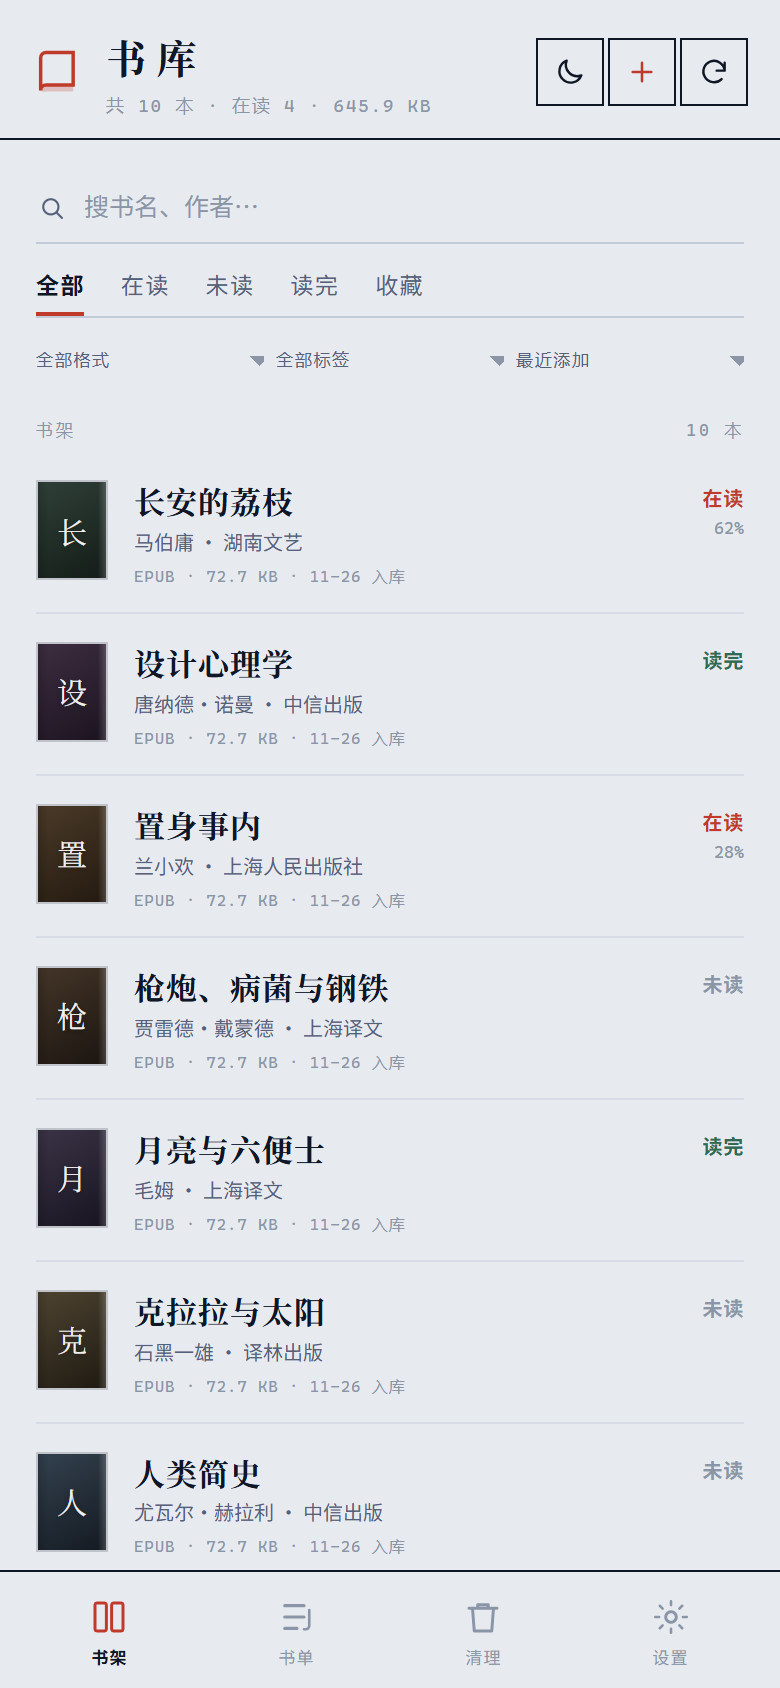 书库
共 10 本 · 在读 4 · 645.9 KB
搜书名、作者…
全部 在读 未读 读完 收藏
全部格式 全部标签 最近添加
书架 10 本
长
长安的荔枝 在读
马伯庸 · 湖南文艺 62%
EPUB · 72.7 KB · 11-26 入库
设
设计心理学 读完
唐纳德·诺曼 · 中信出版
EPUB · 72.7 KB · 11-26 入库
置
置身事内 在读
兰小欢 · 上海人民出版社 28%
EPUB · 72.7 KB · 11-26 入库
枪
枪炮、病菌与钢铁 未读
贾雷德·戴蒙德 · 上海译文
EPUB · 72.7 KB · 11-26 入库
月
月亮与六便士 读完
毛姆 · 上海译文
EPUB · 72.7 KB · 11-26 入库
克
克拉拉与太阳 未读
石黑一雄 · 译林出版
EPUB · 72.7 KB · 11-26 入库
人
人类简史 未读
尤瓦尔·赫拉利 · 中信出版
EPUB · 72.7 KB · 11-26 入库
书架 书单 清理 设置